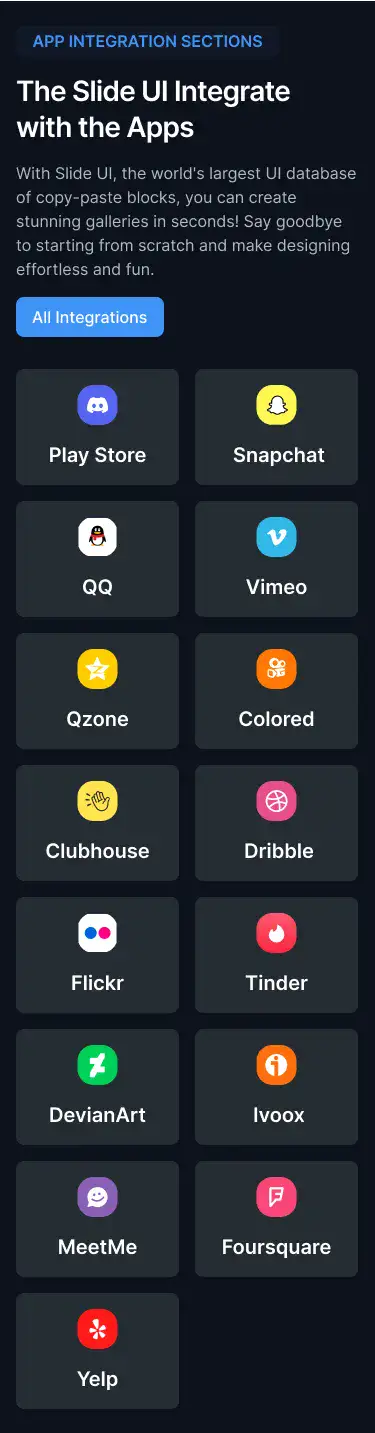 APP INTEGRATION SECTIONS
The Slide UI Integrate
with the Apps
With Slide UI, the world's largest UI database
of copy-paste blocks, you can create
stunning galleries in seconds! Say goodbye
to starting from scratch and make designing
effortless and fun.
All Integrations
Play Store
Snapchat
QQ
Vimeo
Qzone
Colored
Clubhouse
Dribble
Flickr
Tinder
DevianArt
Ivoox
MeetMe
Foursquare
Yelp